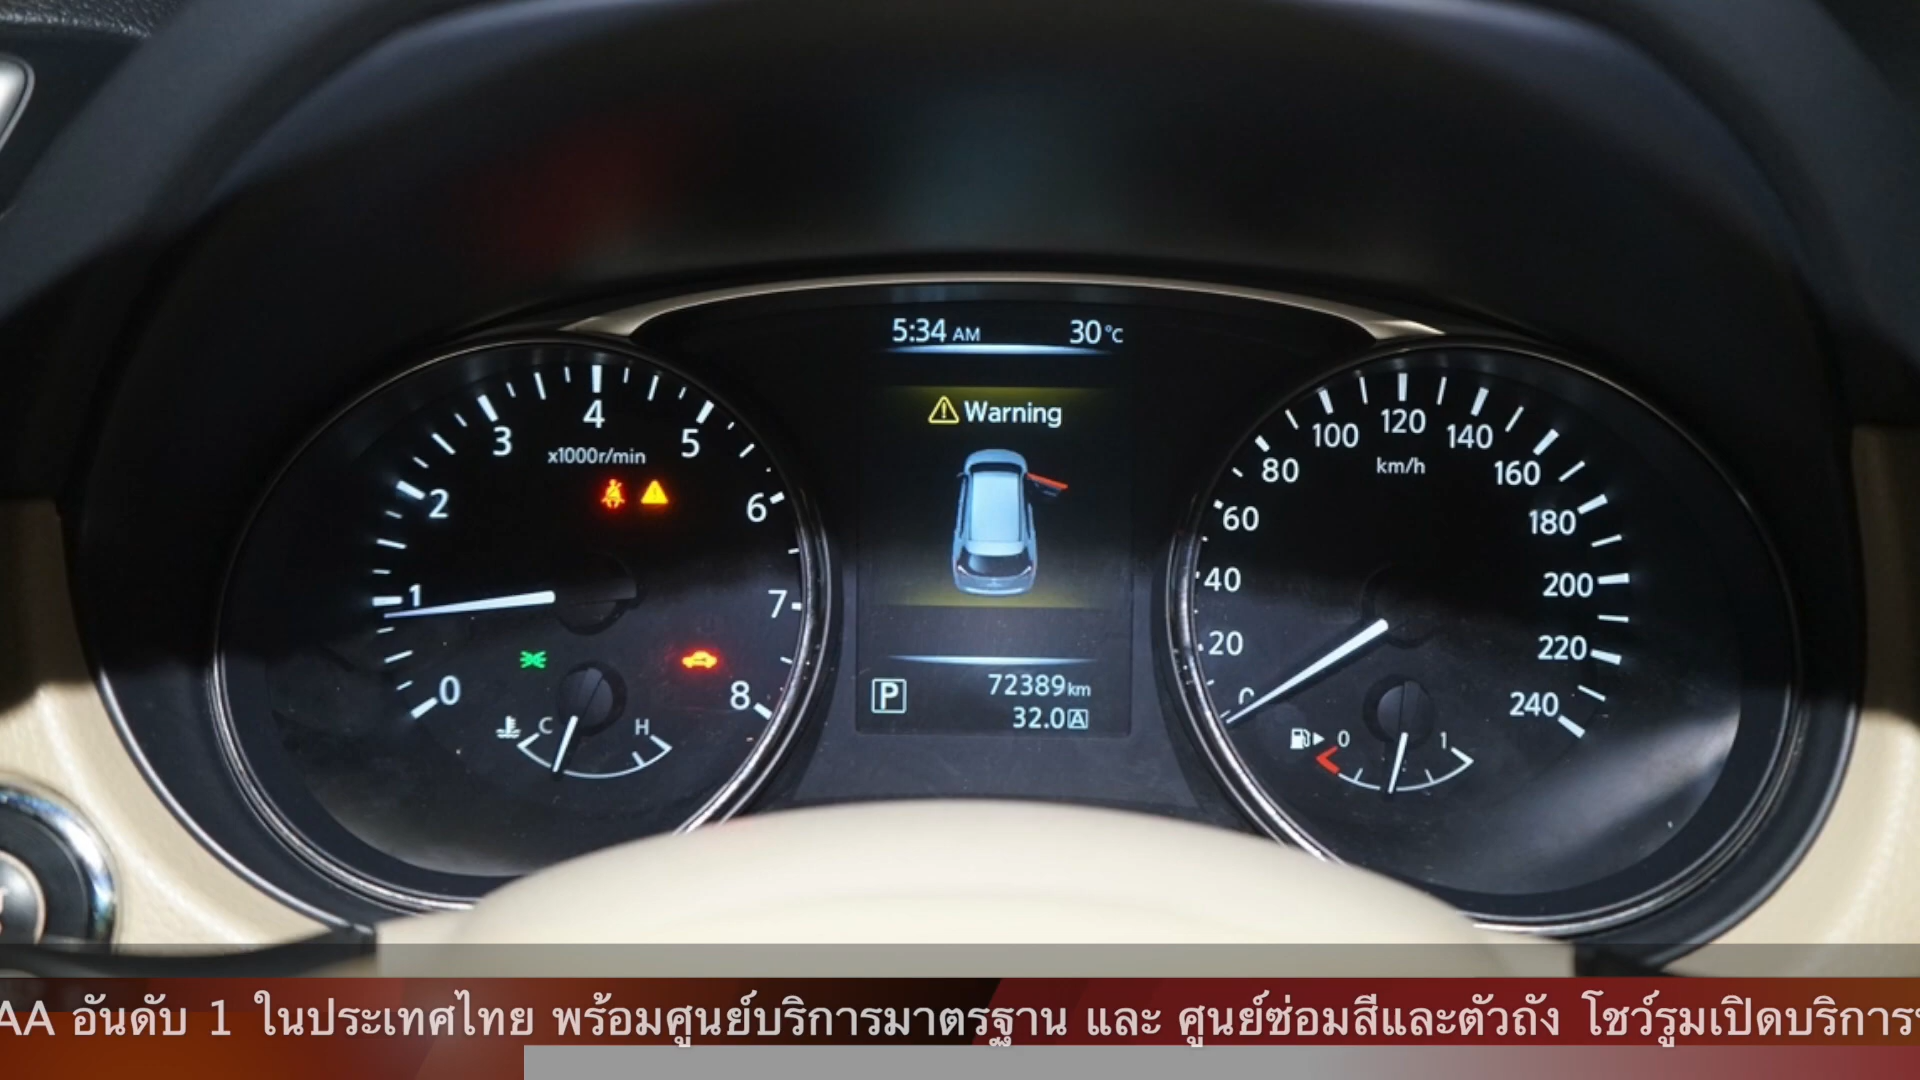 5:34 AM 30°C
Warning
4
3 5
x1000r/min
2 6
1 7
0 8
C H
120
100 140
km/h
80 160
60 180
40 200
20 220
0 240
0 1
P 72389km
32.0A
AA อันดับ 1 ในประเทศไทย พร้อมศูนย์บริการมาตรฐาน และ ศูนย์ซ่อมสีและตัวถัง โชว์รูมเปิดบริการ